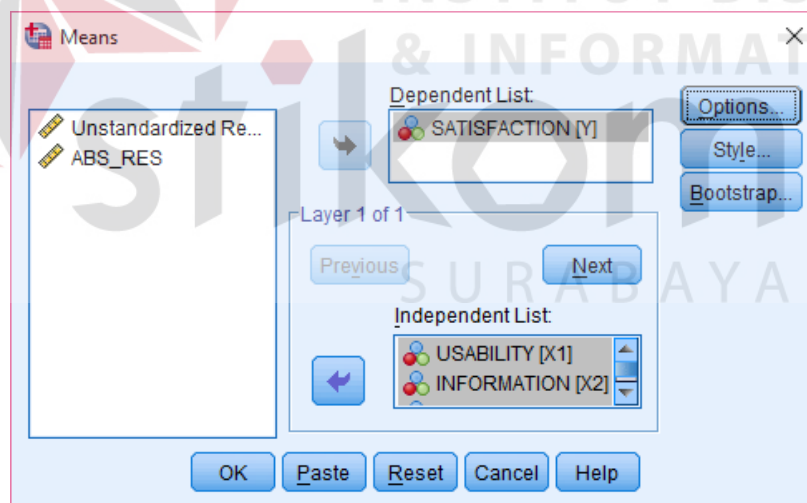 Means
& INFORMAT
Dependent List:
Unstandardized Re...
ABS_RES
SATISFACTION [Y]
Options...
Style...
Bootstrap...
stikom
Layer 1 of 1
Previous
Next
SURABAYA
Independent List:
USABILITY [X1]
INFORMATION [X2]
OK
Paste
Reset
Cancel
Help